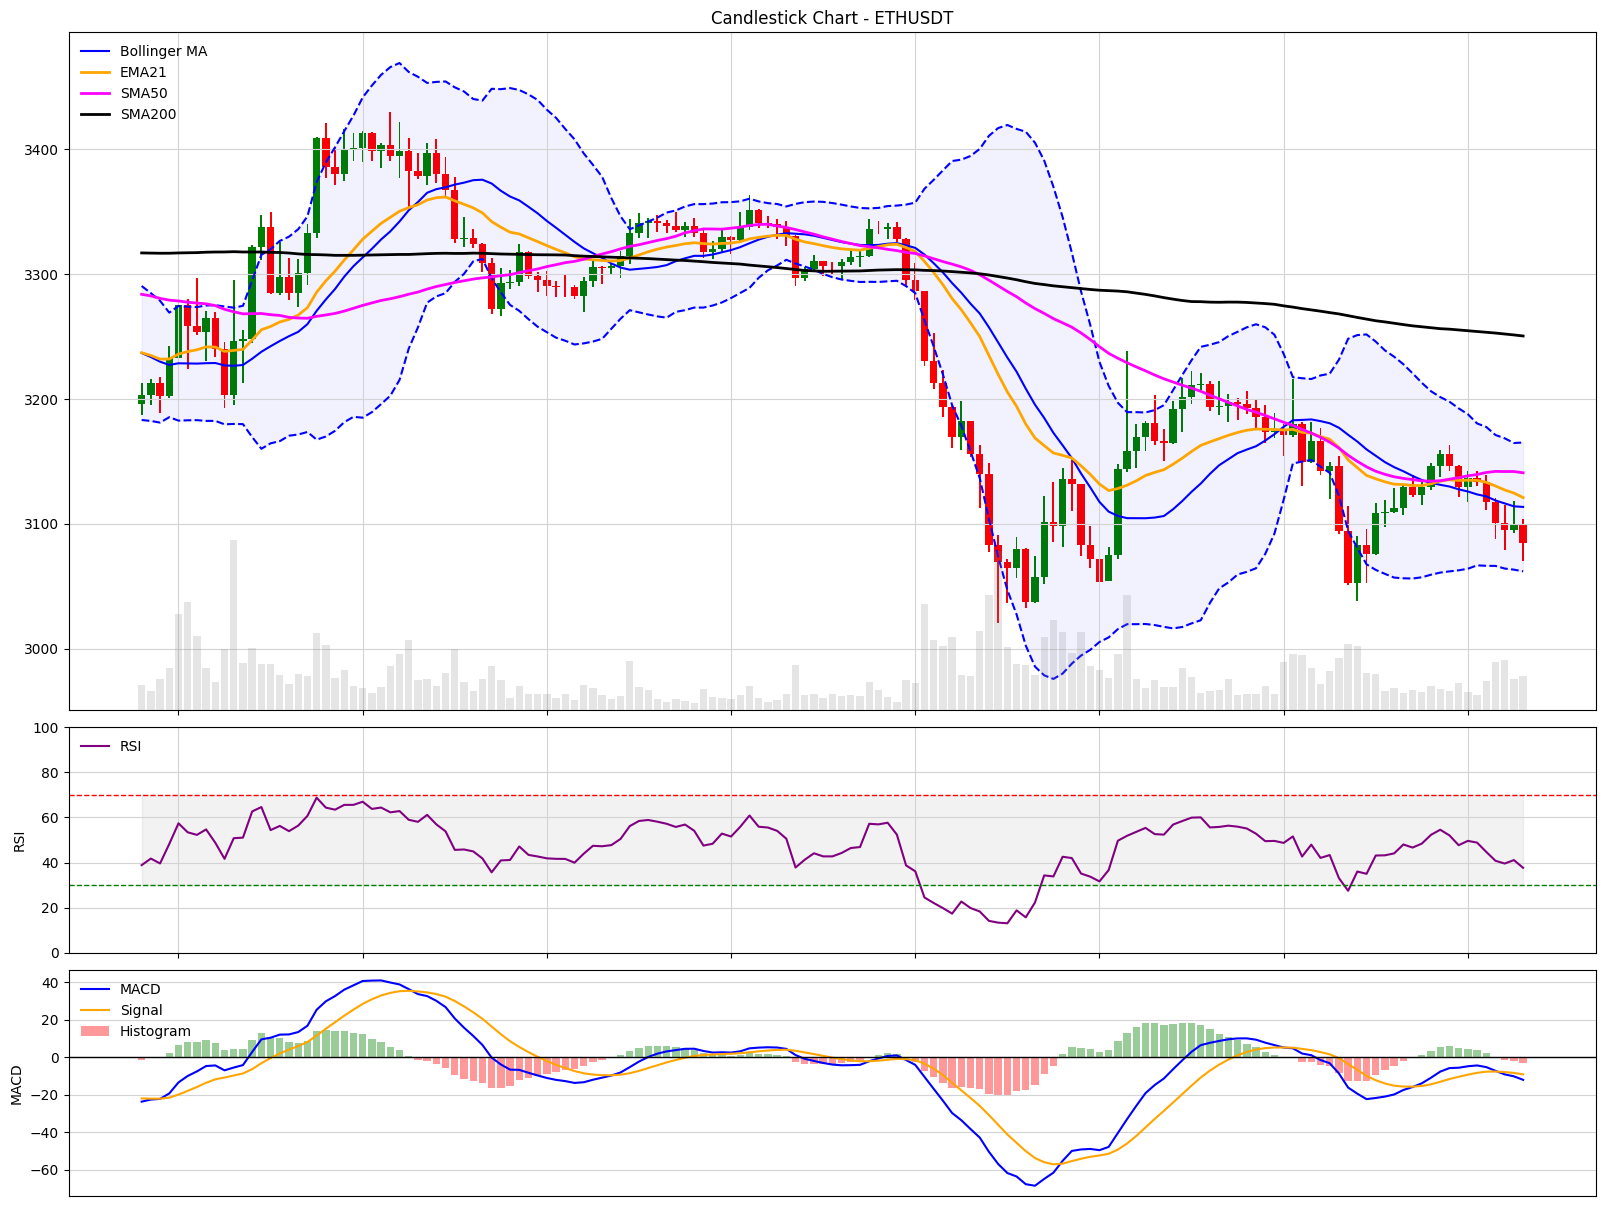 Candlestick Chart - ETHUSDT
Bollinger MA
EMA21
SMA50
SMA200
3400
3300
3200
3100
3000
RSI
100
80
60
40
20
0
RSI
MACD
Signal
Histogram
40
20
0
−20
−40
−60
MACD